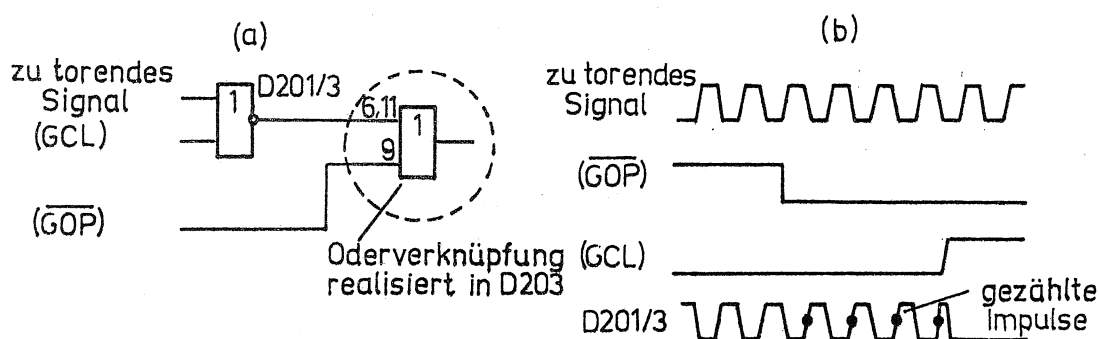 (a)
zu torendes
Signal
(GCL)
1
D201/3
6,11
1
9
(GOP)
Oderverknüpfung
realisiert in D203
(b)
zu torendes
Signal
(GOP)
(GCL)
D201/3
gezählte
Impulse